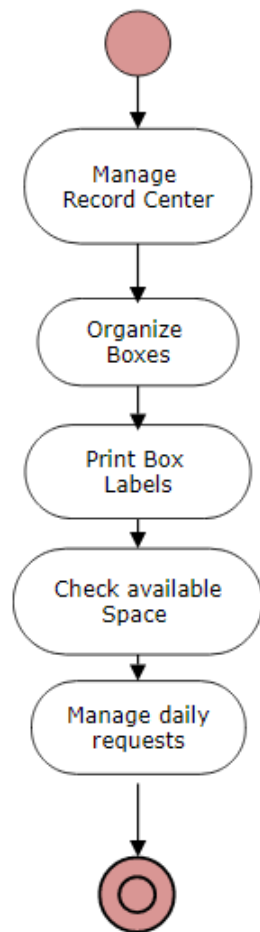 Manage
Record Center
Organize
Boxes
Print Box
Labels
Check available
Space
Manage daily
requests